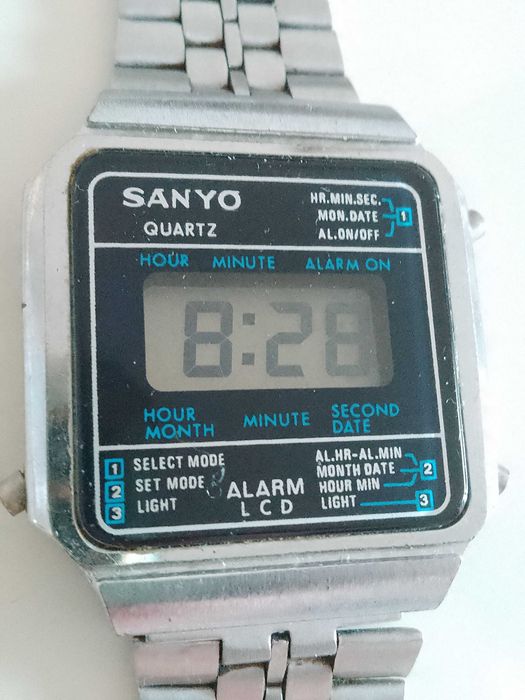 SANYO
QUARTZ
HR.MIN.SEC.
MON.DATE
AL.ON/OFF
1
HOUR MINUTE ALARM ON
8:28
HOUR MINUTE SECOND
MONTH DATE
1 SELECT MODE
2 SET MODE
3 LIGHT
ALARM
LCD
AL.HR-AL.MIN
MONTH DATE
HOUR MIN
2
LIGHT 3